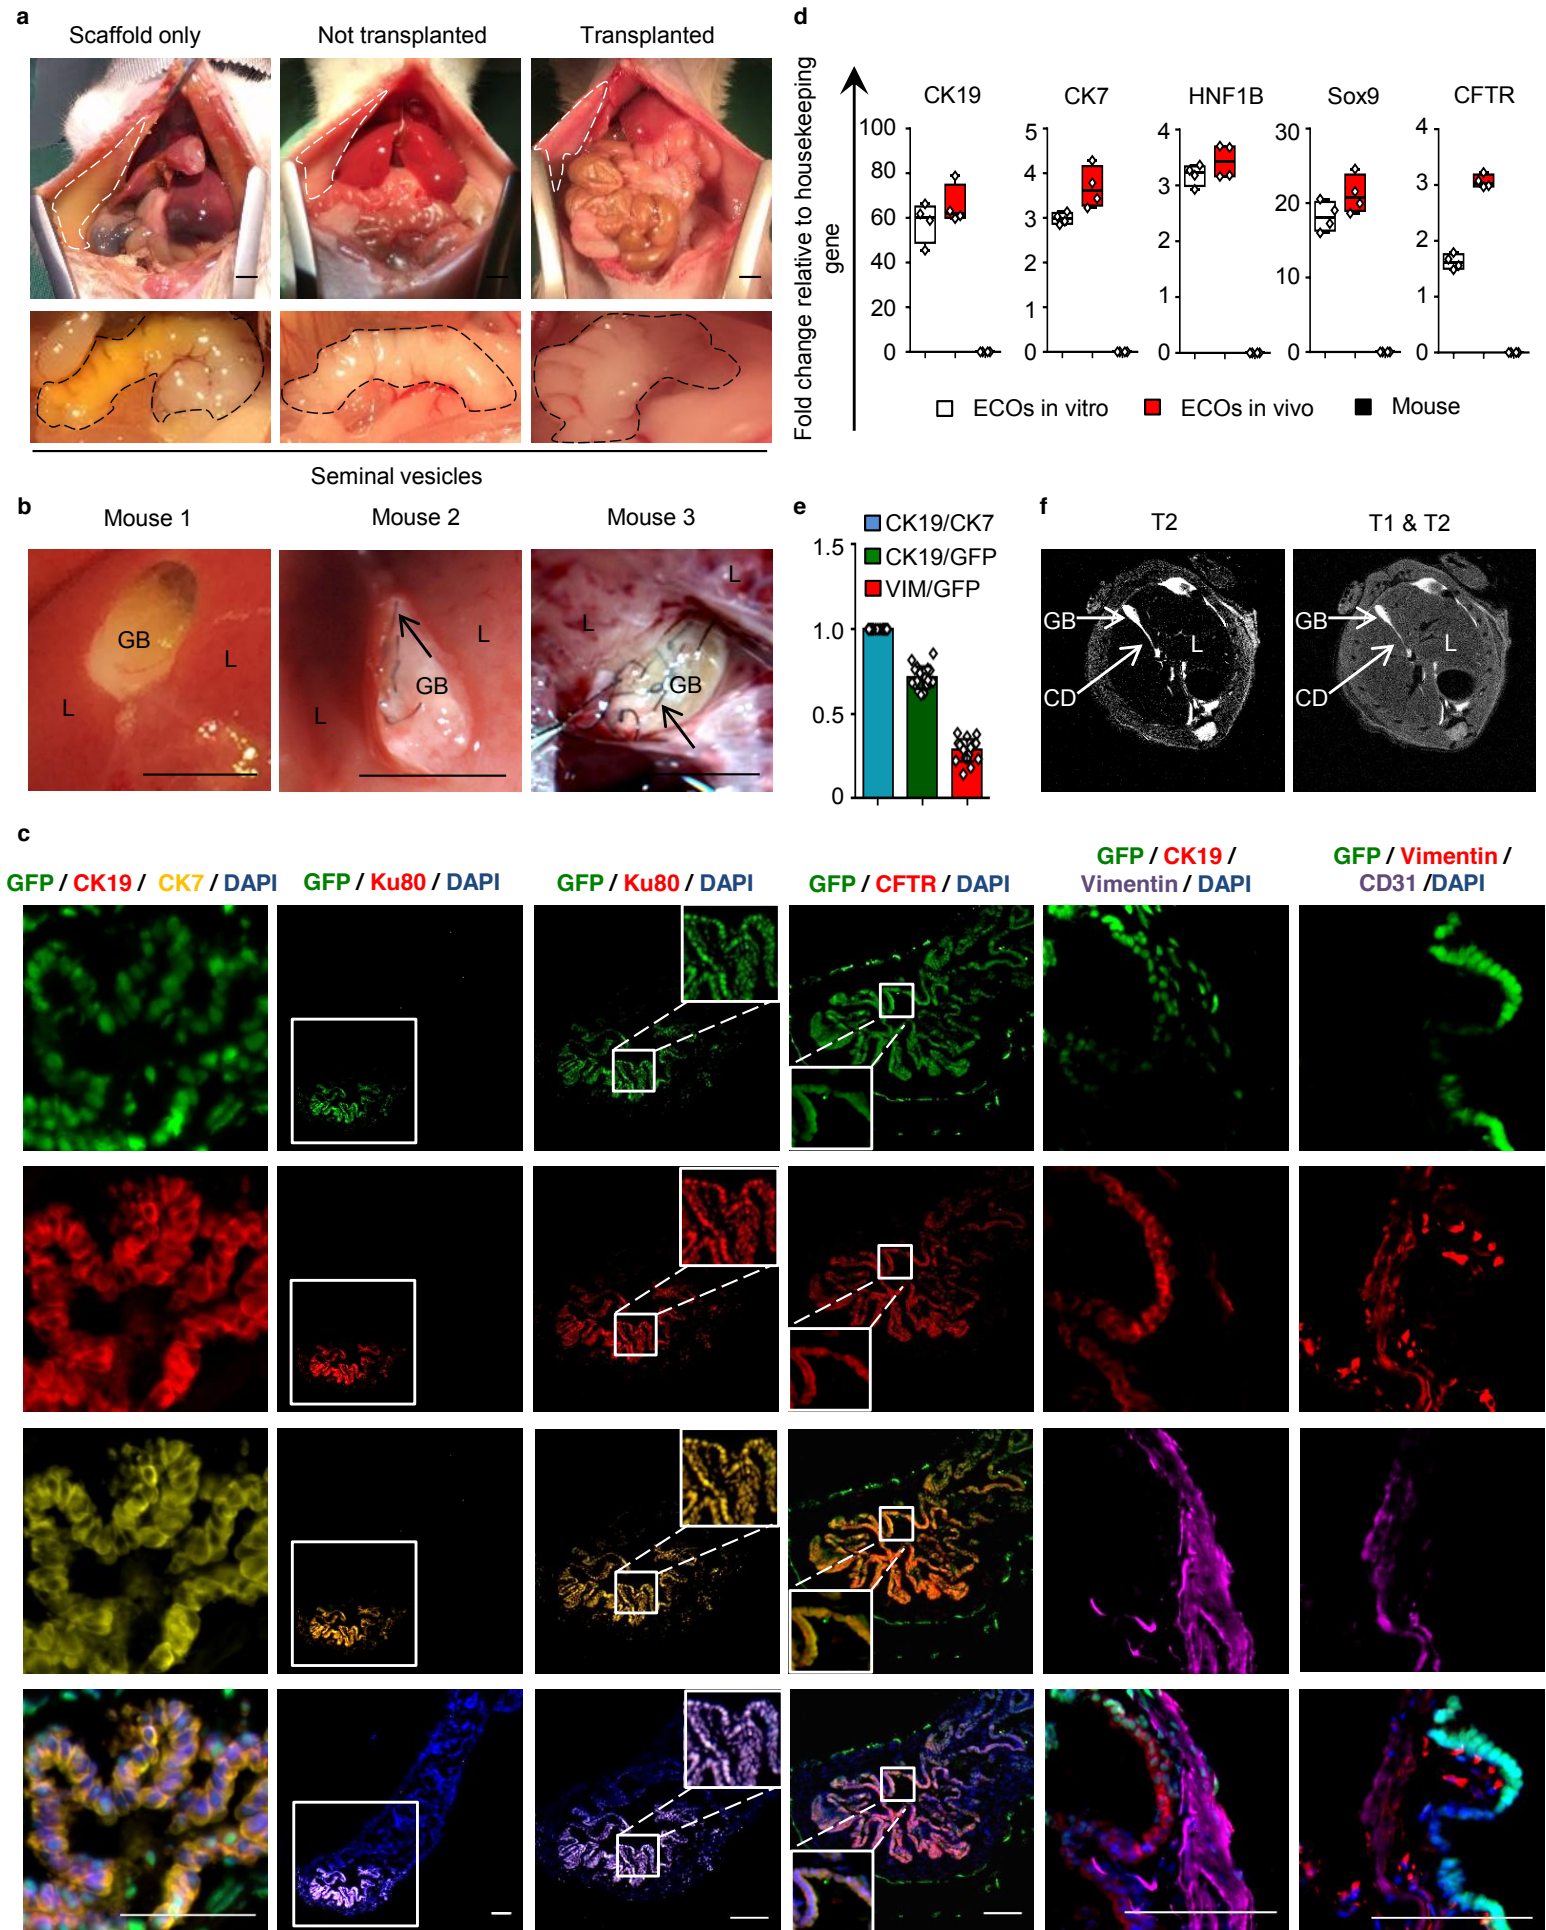 a
Scaffold only
Not transplanted
Transplanted
Seminal vesicles
b
Mouse 1
Mouse 2
Mouse 3
GB
L
L
GB
L
L
L
L
GB
d
Fold change relative to housekeeping
gene
CK19
CK7
HNF1B
Sox9
CFTR
100
80
60
40
20
0
5
4
3
2
1
0
4
3
2
1
0
30
20
10
0
4
3
2
1
0
ECOs in vitro
ECOs in vivo
Mouse
e
CK19/CK7
CK19/GFP
VIM/GFP
1.5
1.0
0.5
0
f
T2
T1 & T2
GB
CD
L
GB
CD
L
c
GFP / CK19 / CK7 / DAPI
GFP / Ku80 / DAPI
GFP / Ku80 / DAPI
GFP / CFTR / DAPI
GFP / CK19 /
Vimentin / DAPI
GFP / Vimentin /
CD31 /DAPI